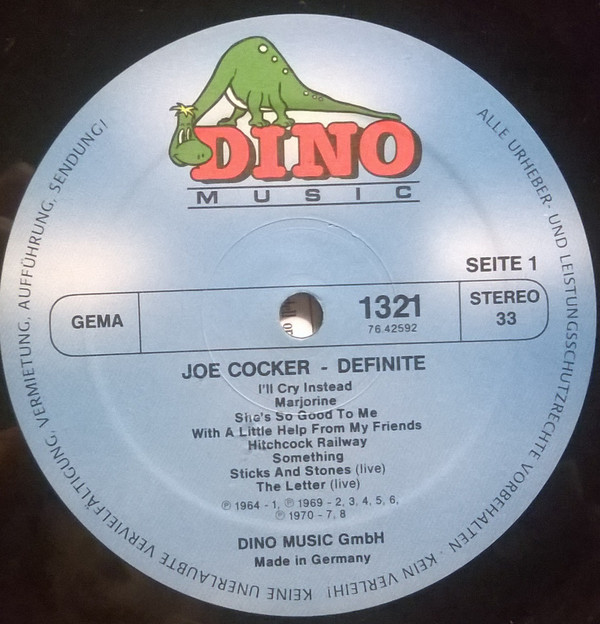 DINO
MUSIC
ALLE URHEBER- UND LEISTUNGSSCHUTZRECHTE VORBEHALTEN · KEIN VERLEIH! KEINE UNERLAUBTE VERVIELFÄLTIGUNG, VERMIETUNG, AUFFÜHRUNG, SENDUNG!
SEITE 1
GEMA
1321
76.42592
STEREO
33
JOE COCKER - DEFINITE
I'll Cry Instead
Marjorine
She's So Good To Me
With A Little Help From My Friends
Hitchcock Railway
Something
Sticks And Stones (live)
The Letter (live)
℗ 1964 - 1, ℗ 1969 - 2, 3, 4, 5, 6,
℗ 1970 - 7, 8
DINO MUSIC GmbH
Made in Germany